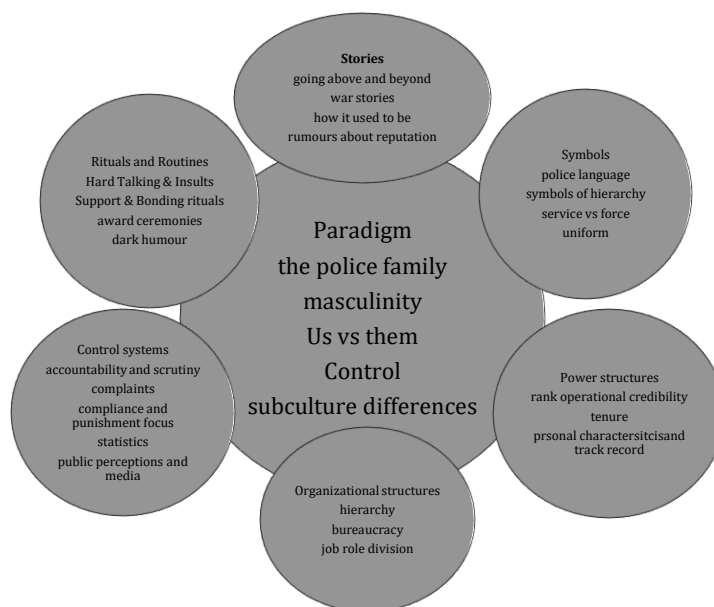 Stories
going above and beyond
war stories
how it used to be
rumours about reputation
Rituals and Routines
Hard Talking & Insults
Support & Bonding rituals
award ceremonies
dark humour
Symbols
police language
symbols of hierarchy
service vs force
uniform
Paradigm
the police family
masculinity
Us vs them
Control
subculture differences
Control systems
accountability and scrutiny
complaints
compliance and
punishment focus
statistics
public perceptions and
media
Power structures
rank operational credibility
tenure
prsonal charactersitcisand
track record
Organizational structures
hierarchy
bureaucracy
job role division